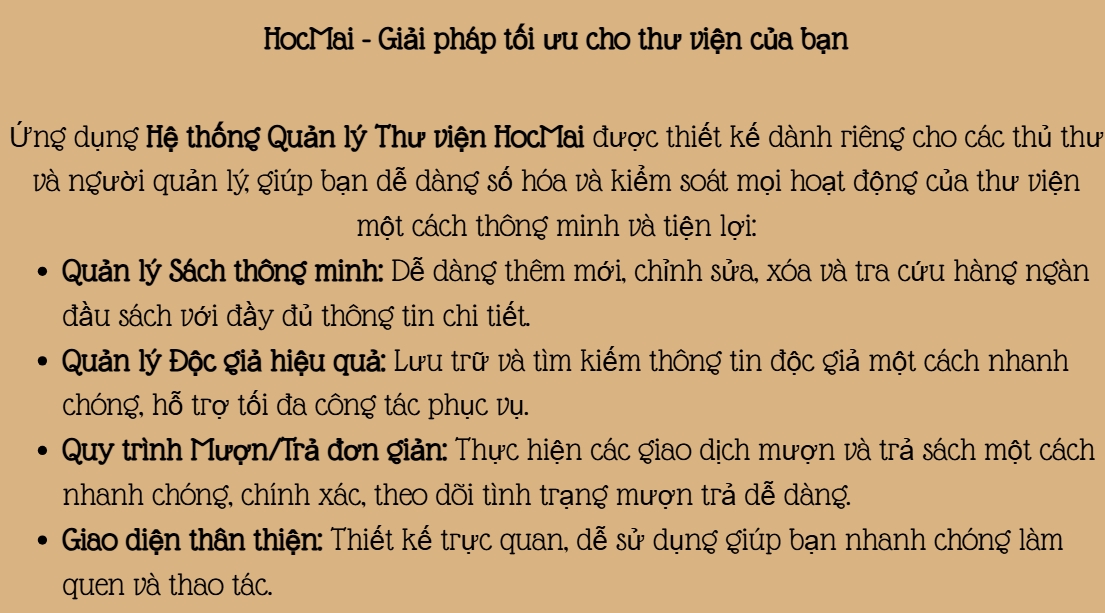 HocMai - Giải pháp tối ưu cho thư viện của bạn
Ứng dụng Hệ thống Quản lý Thư viện HocMai được thiết kế dành riêng cho các thủ thư
và người quản lý, giúp bạn dễ dàng số hóa và kiểm soát mọi hoạt động của thư viện
một cách thông minh và tiện lợi:
• Quản lý Sách thông minh: Dễ dàng thêm mới, chỉnh sửa, xóa và tra cứu hàng ngàn
đầu sách với đầy đủ thông tin chi tiết.
• Quản lý Độc giả hiệu quả: Lưu trữ và tìm kiếm thông tin độc giả một cách nhanh
chóng, hỗ trợ tối đa công tác phục vụ.
• Quy trình Mượn/Trả đơn giản: Thực hiện các giao dịch mượn và trả sách một cách
nhanh chóng, chính xác, theo dõi tình trạng mượn trả dễ dàng.
• Giao diện thân thiện: Thiết kế trực quan, dễ sử dụng giúp bạn nhanh chóng làm
quen và thao tác.